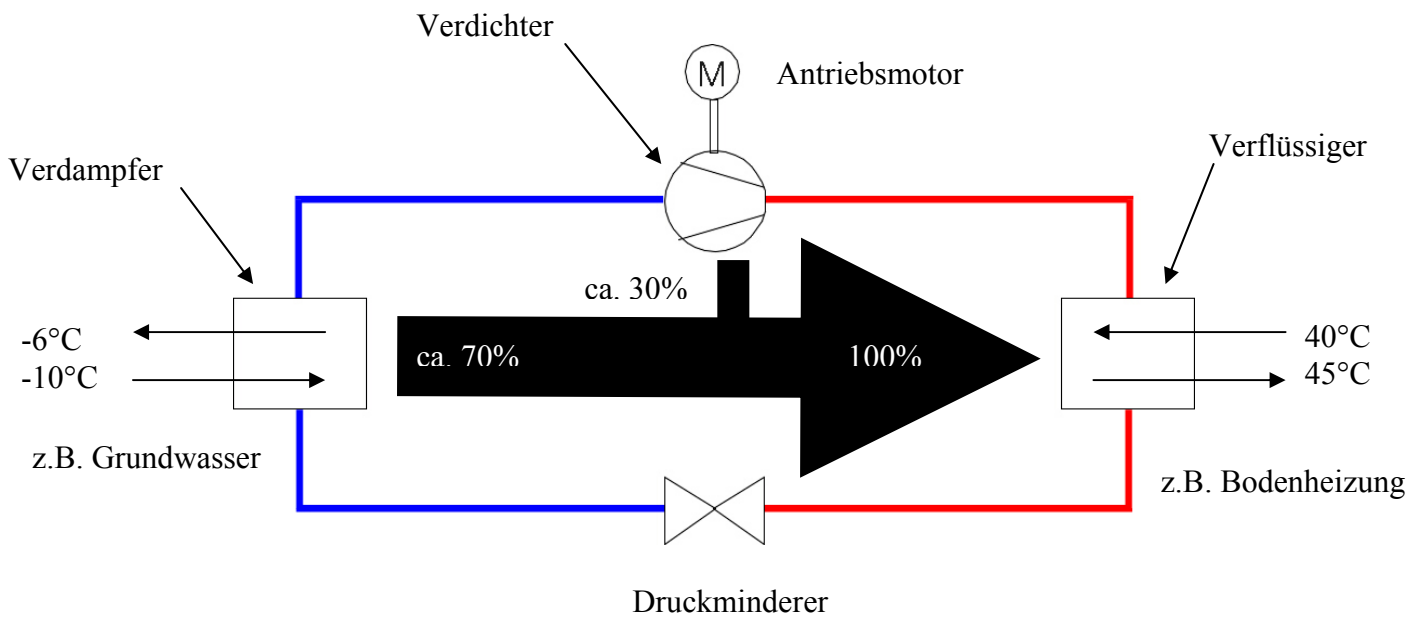 Verdichter
M
Antriebsmotor
Verflüssiger
Verdampfer
ca. 30%
-6°C
-10°C
ca. 70%
100%
40°C
45°C
z.B. Grundwasser
z.B. Bodenheizung
Druckminderer